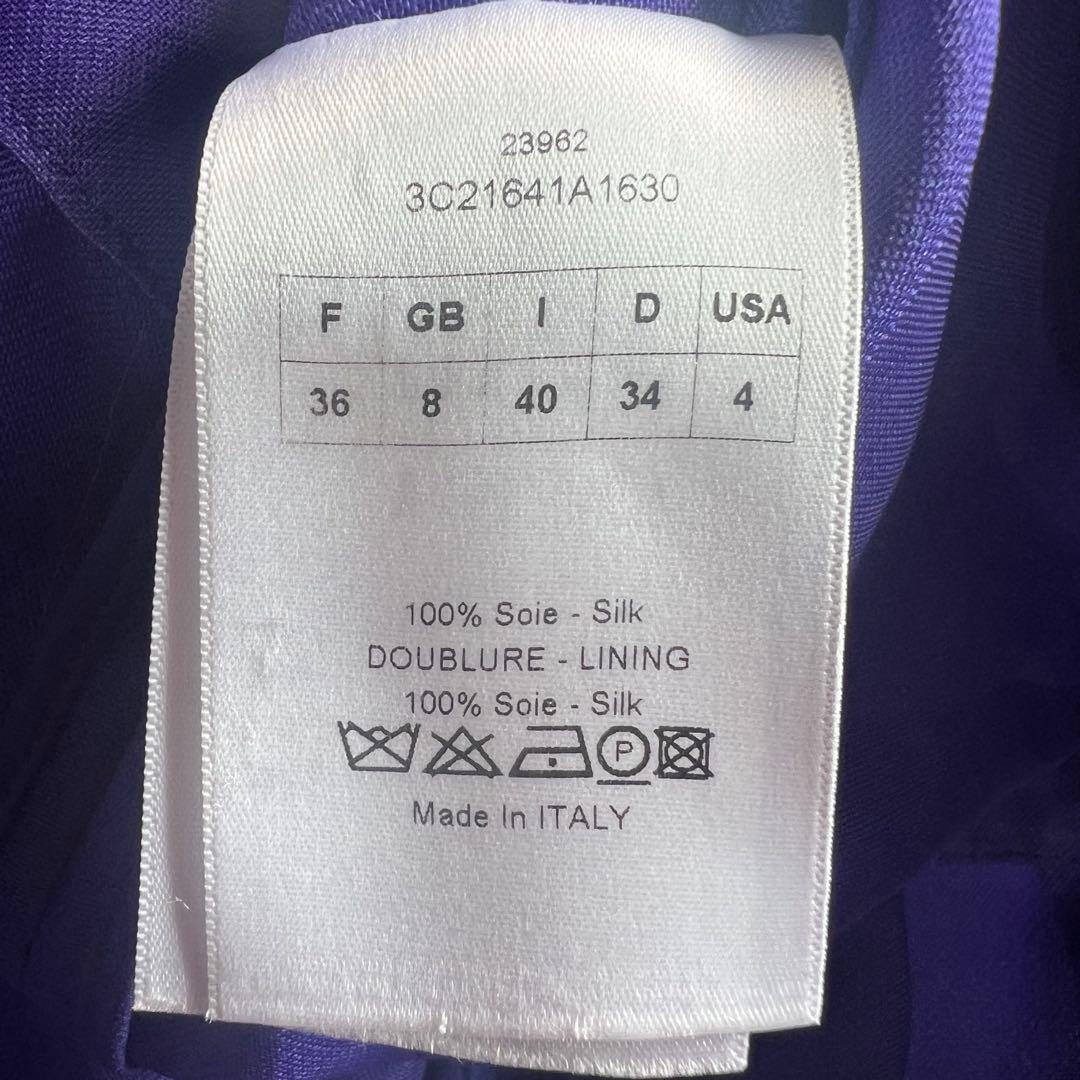 23962
3C21641A1630
F GB I D USA
36 8 40 34 4
100% Soie - Silk
DOUBLURE - LINING
100% Soie - Silk
P
Made In ITALY